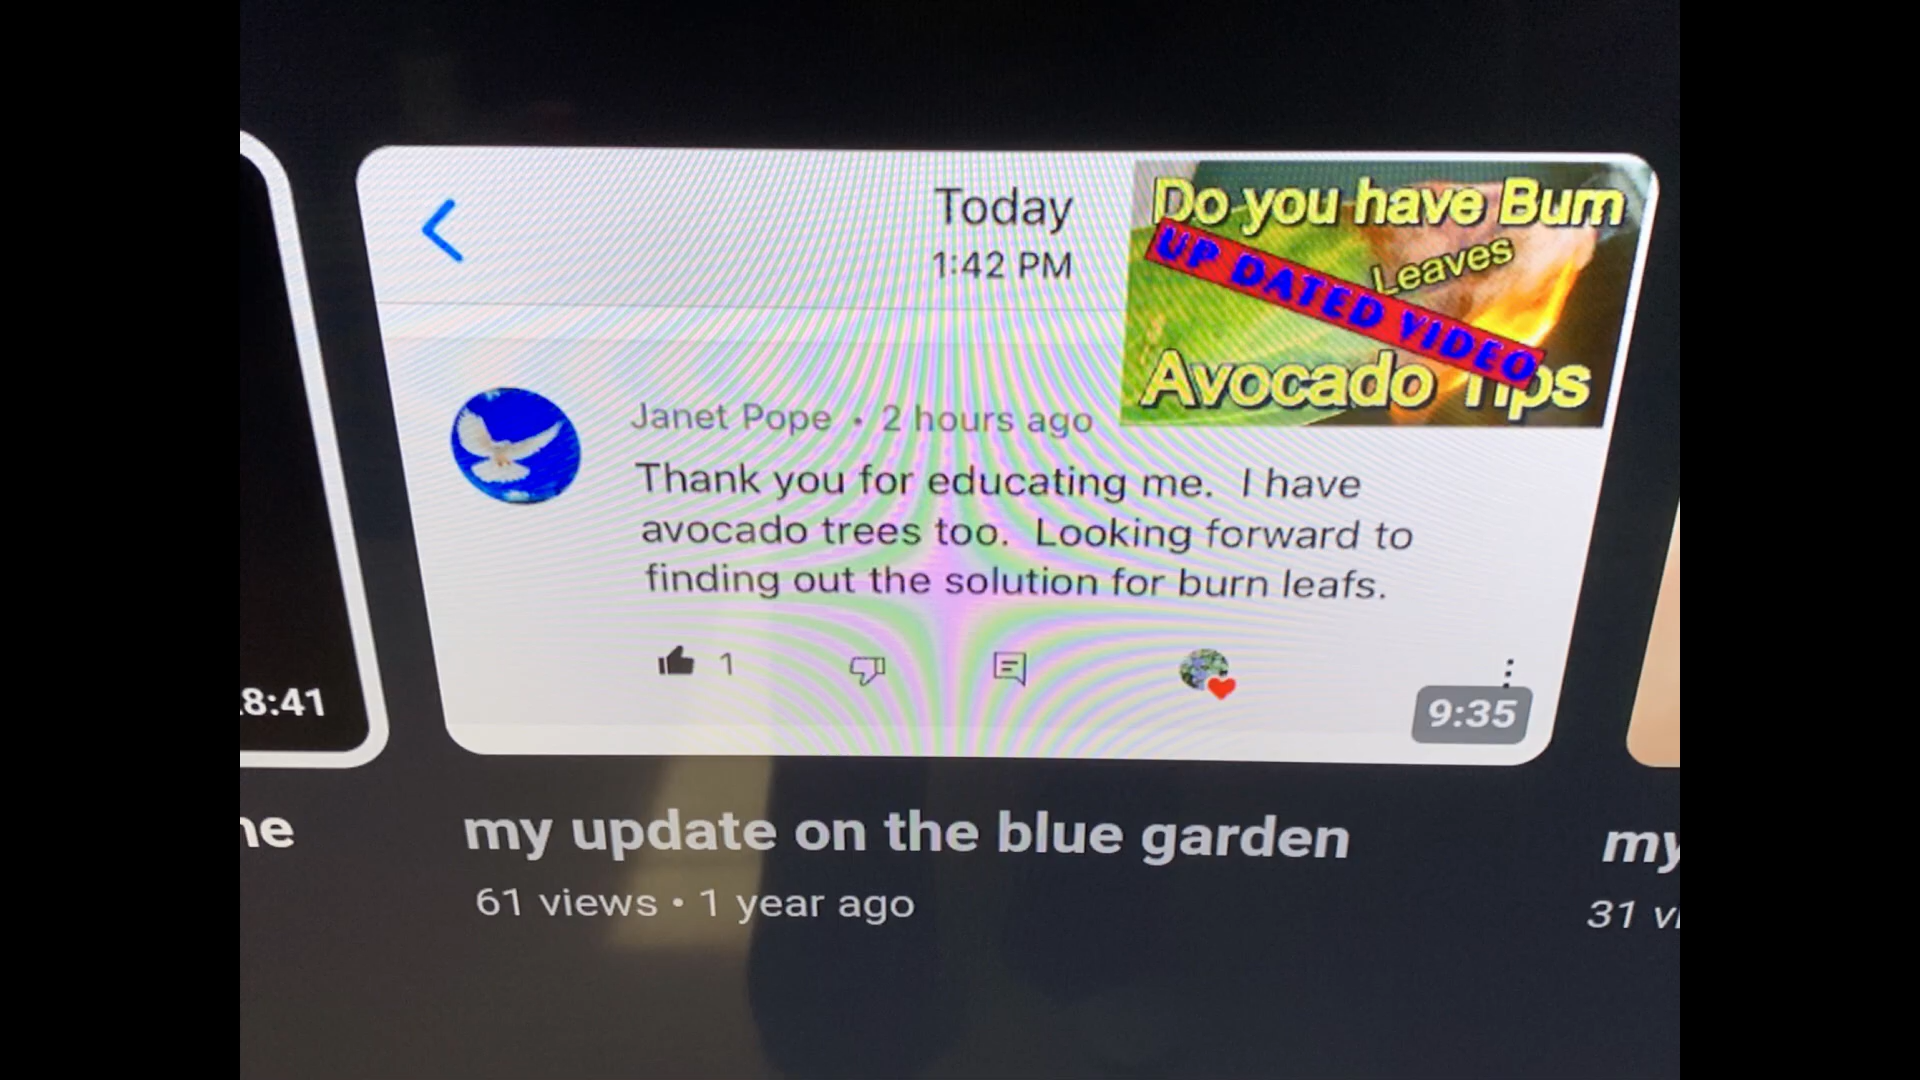 Today
1:42 PM
Do you have Burn
Leaves
UP DATED VIDEO
Avocado Tips
Janet Pope • 2 hours ago
Thank you for educating me. I have
avocado trees too. Looking forward to
finding out the solution for burn leafs.
1
9:35
8:41
my update on the blue garden
61 views • 1 year ago
my
31